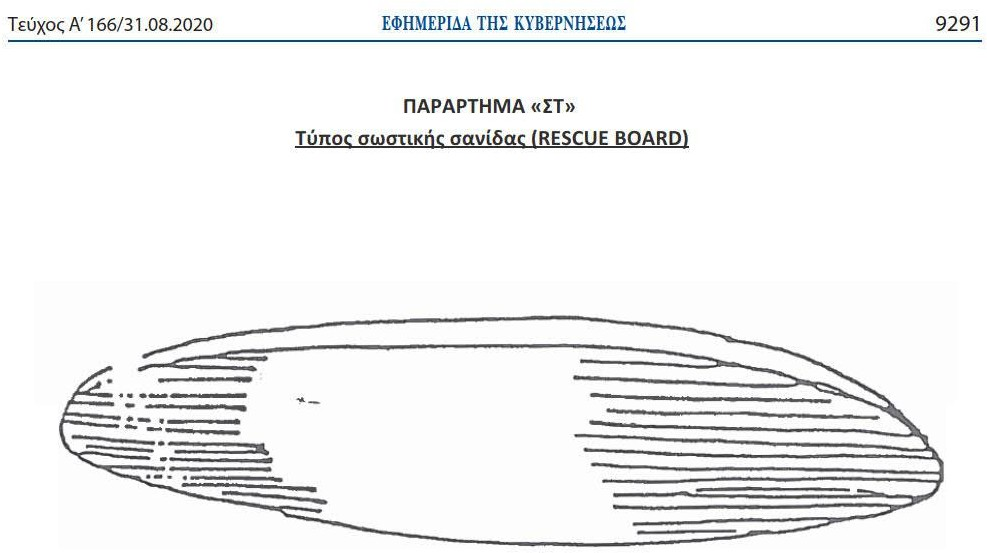 Τεύχος Α' 166/31.08.2020 ΕΦΗΜΕΡΙΔΑ ΤΗΣ ΚΥΒΕΡΝΗΣΕΩΣ 9291
ΠΑΡΑΡΤΗΜΑ «ΣΤ»
Τύπος σωστικής σανίδας (RESCUE BOARD)